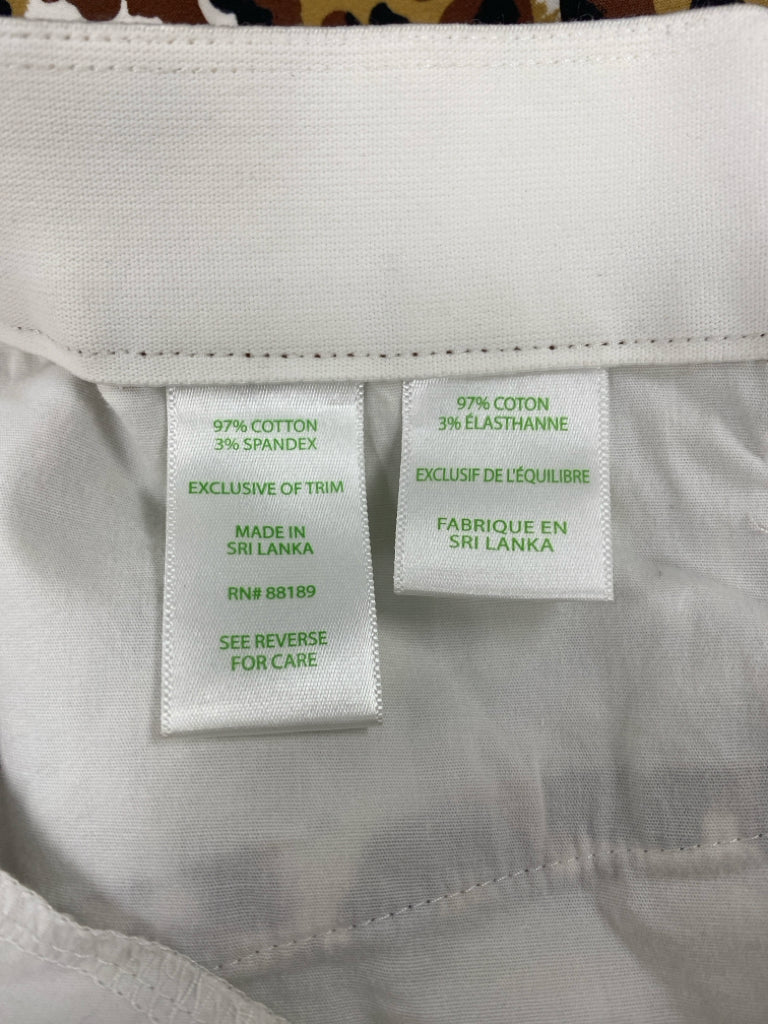 97% COTTON
3% SPANDEX
EXCLUSIVE OF TRIM
MADE IN
SRI LANKA
RN# 88189
SEE REVERSE
FOR CARE
97% COTON
3% ÉLASTHANNE
EXCLUSIF DE L'ÉQUILIBRE
FABRIQUE EN
SRI LANKA